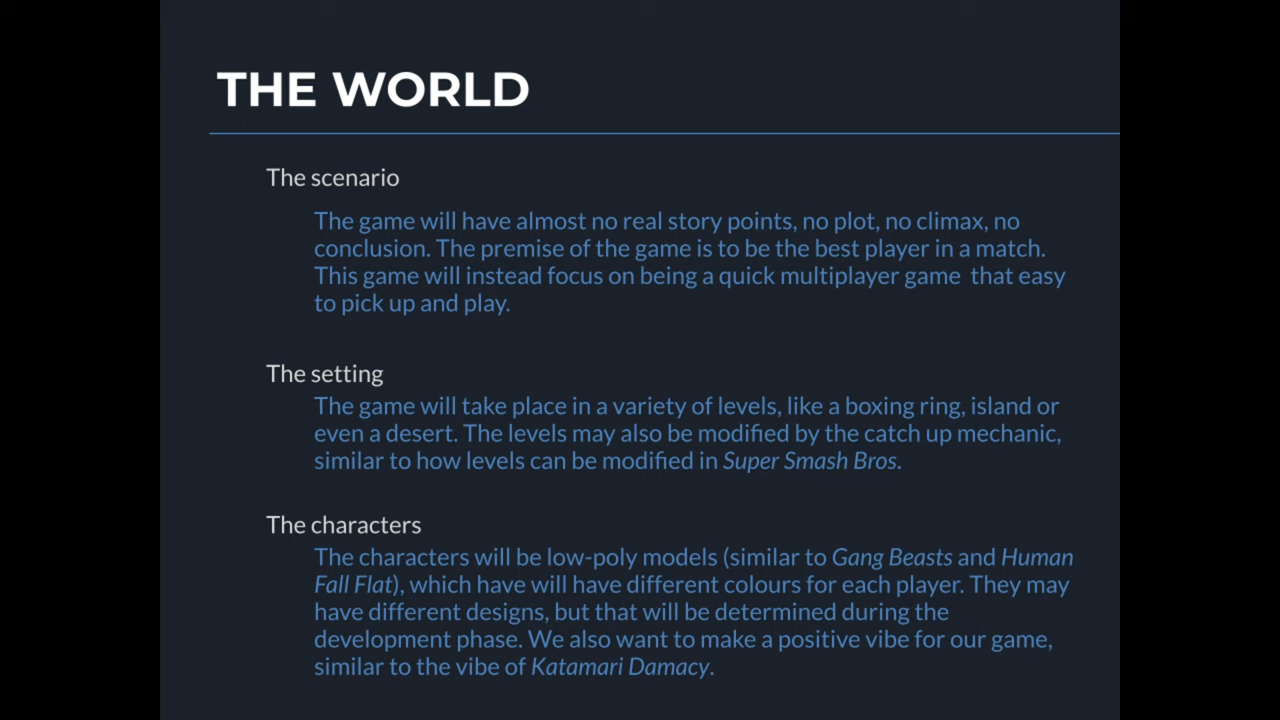 THE WORLD
The scenario
The game will have almost no real story points, no plot, no climax, no
conclusion. The premise of the game is to be the best player in a match.
This game will instead focus on being a quick multiplayer game  that easy
to pick up and play.
The setting
The game will take place in a variety of levels, like a boxing ring, island or
even a desert. The levels may also be modified by the catch up mechanic,
similar to how levels can be modified in Super Smash Bros.
The characters
The characters will be low-poly models (similar to Gang Beasts and Human
Fall Flat), which have will have different colours for each player. They may
have different designs, but that will be determined during the
development phase. We also want to make a positive vibe for our game,
similar to the vibe of Katamari Damacy.